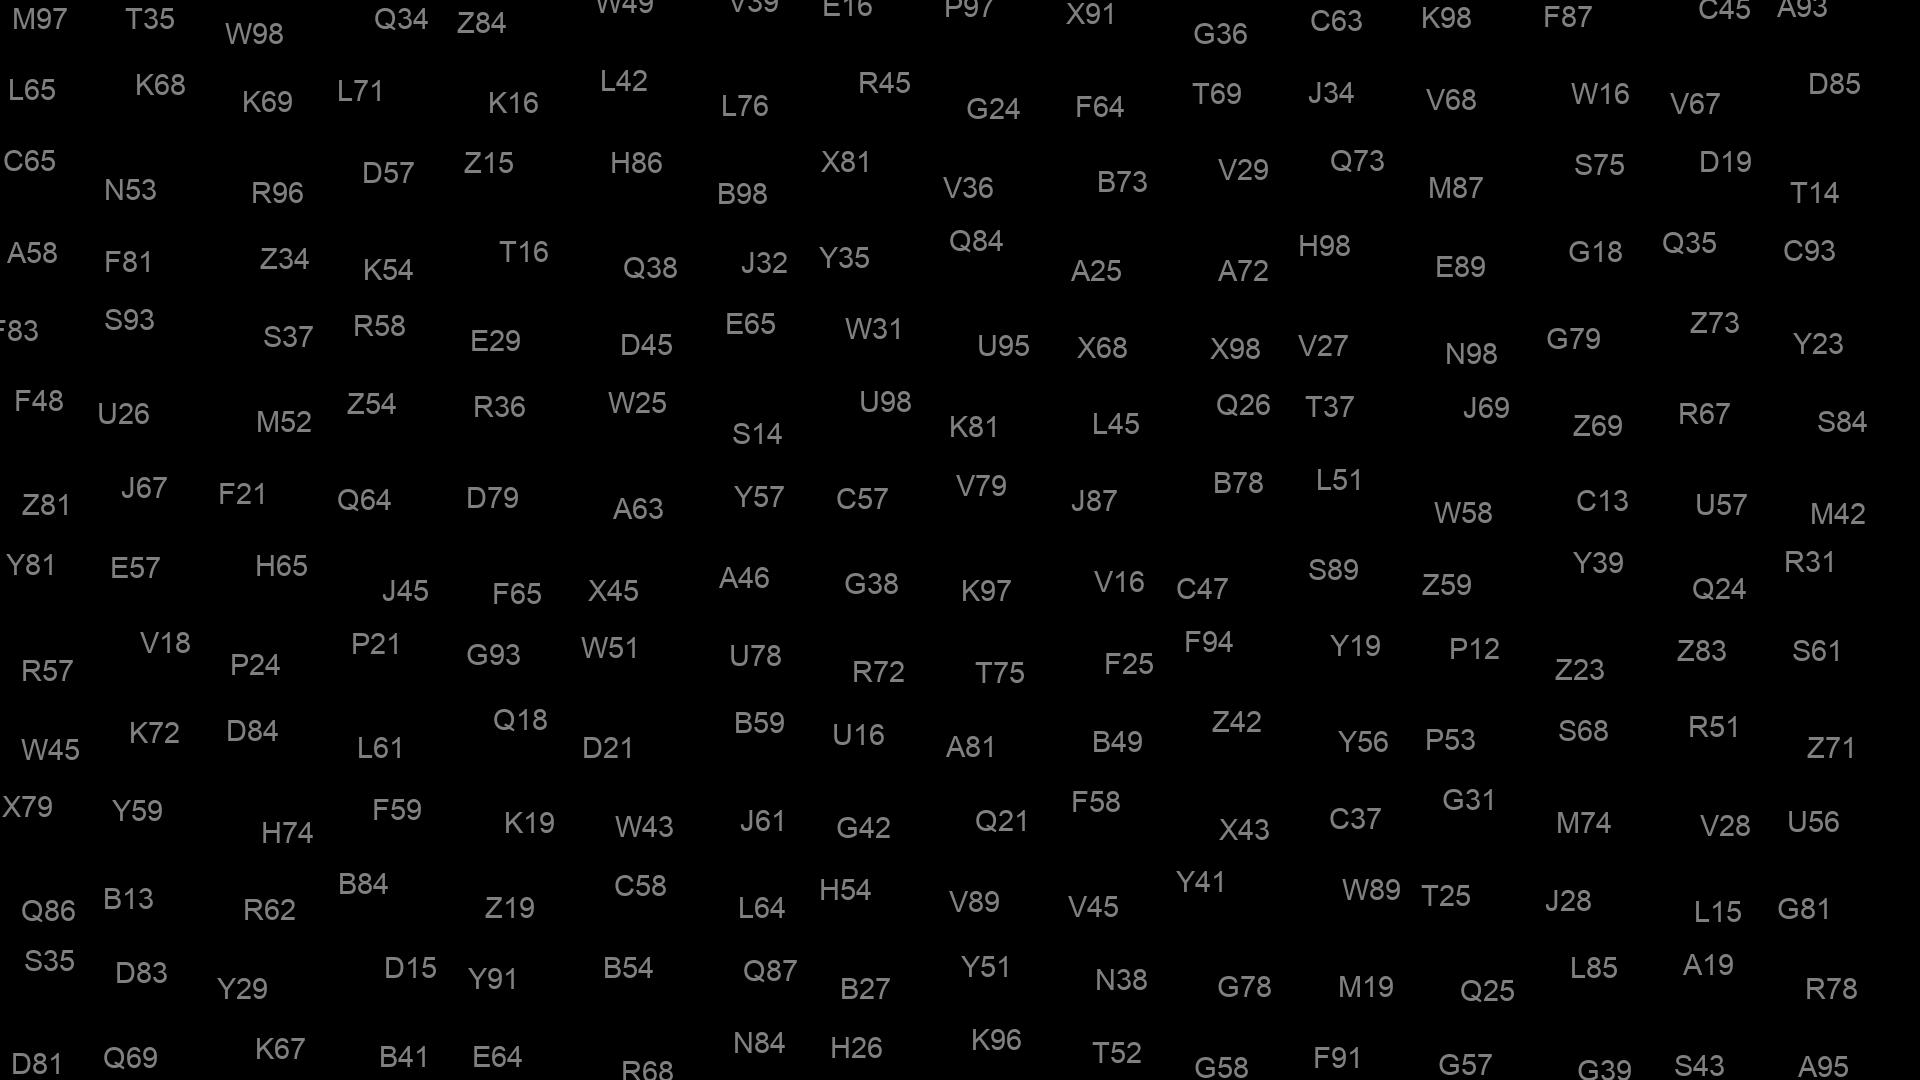 M97 T35 W98 Q34 Z84 W49 V39 E16 P97 X91 G36 C63 K98 F87 C45 A93
L65 K68 K69 L71 K16 L42 L76 R45 G24 F64 T69 J34 V68 W16 V67 D85
C65 N53 R96 D57 Z15 H86 B98 X81 V36 B73 V29 Q73 M87 S75 D19 T14
A58 F81 Z34 K54 T16 Q38 J32 Y35 Q84 A25 A72 H98 E89 G18 Q35 C93
F83 S93 S37 R58 E29 D45 E65 W31 U95 X68 X98 V27 N98 G79 Z73 Y23
F48 U26 M52 Z54 R36 W25 S14 U98 K81 L45 Q26 T37 J69 Z69 R67 S84
Z81 J67 F21 Q64 D79 A63 Y57 C57 V79 J87 B78 L51 W58 C13 U57 M42
Y81 E57 H65 J45 F65 X45 A46 G38 K97 V16 C47 S89 Z59 Y39 Q24 R31
R57 V18 P24 P21 G93 W51 U78 R72 T75 F25 F94 Y19 P12 Z23 Z83 S61
W45 K72 D84 L61 Q18 D21 B59 U16 A81 B49 Z42 Y56 P53 S68 R51 Z71
X79 Y59 H74 F59 K19 W43 J61 G42 Q21 F58 X43 C37 G31 M74 V28 U56
Q86 B13 R62 B84 Z19 C58 L64 H54 V89 V45 Y41 W89 T25 J28 L15 G81
S35 D83 Y29 D15 Y91 B54 Q87 B27 Y51 N38 G78 M19 Q25 L85 A19 R78
D81 Q69 K67 B41 E64 R68 N84 H26 K96 T52 G58 F91 G57 G39 S43 A95